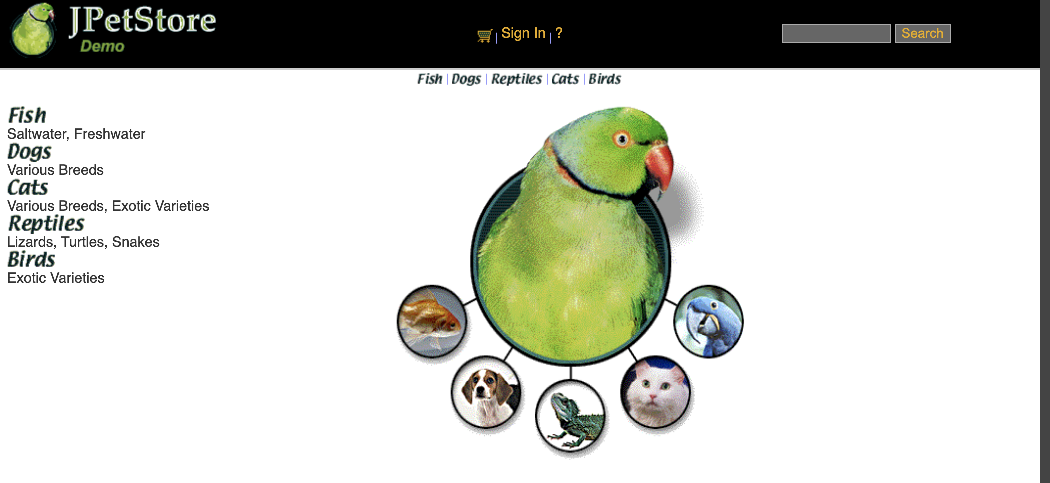 JPetStore
Demo
Sign In ?
Search
Fish Dogs Reptiles Cats Birds
Fish
Saltwater, Freshwater
Dogs
Various Breeds
Cats
Various Breeds, Exotic Varieties
Reptiles
Lizards, Turtles, Snakes
Birds
Exotic Varieties